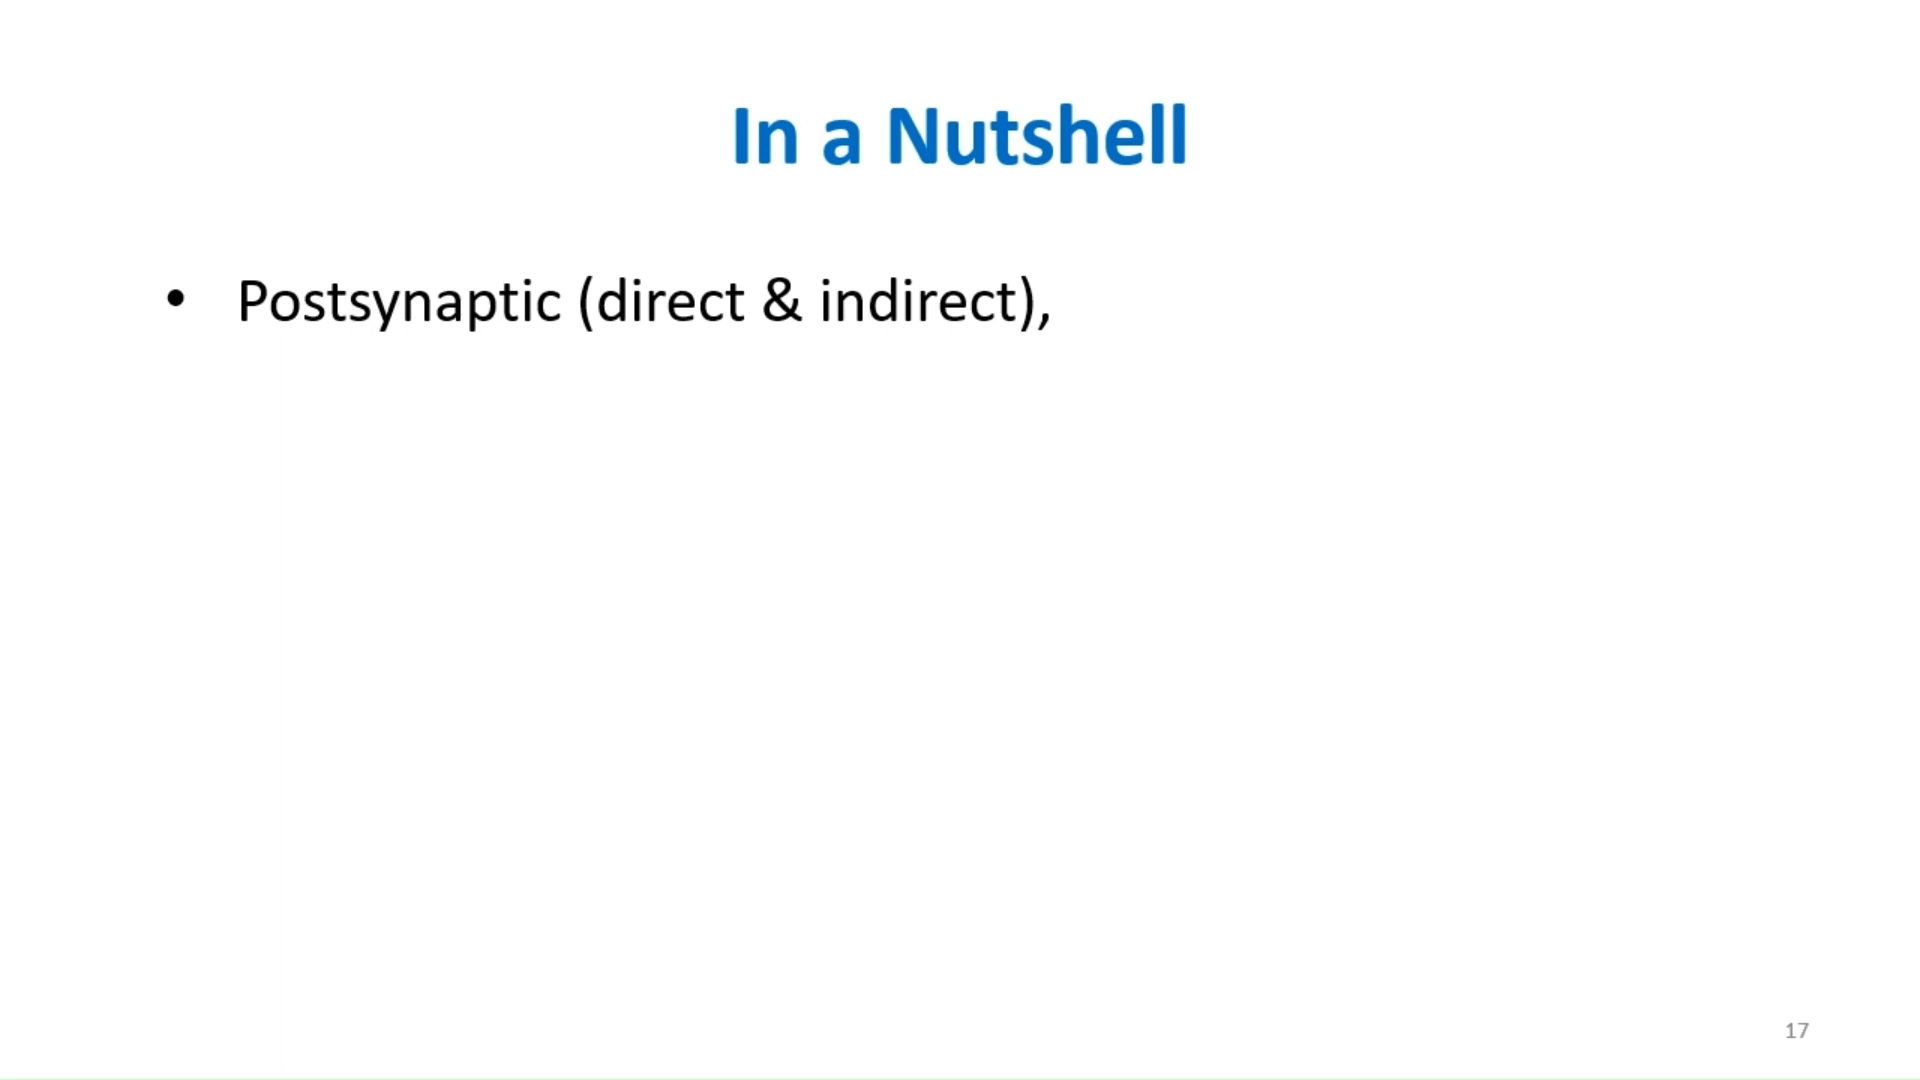 In a Nutshell
• Postsynaptic (direct & indirect),
17